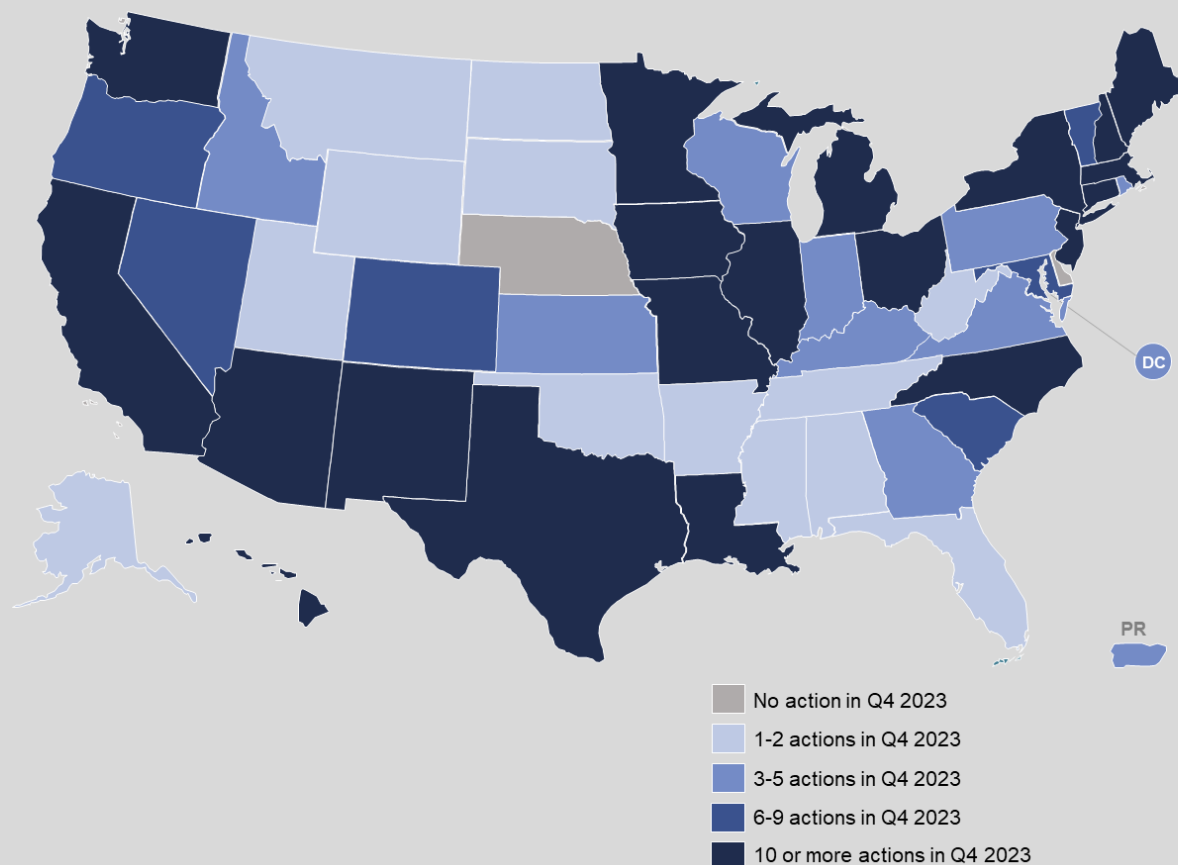 DC
PR
No action in Q4 2023
1-2 actions in Q4 2023
3-5 actions in Q4 2023
6-9 actions in Q4 2023
10 or more actions in Q4 2023